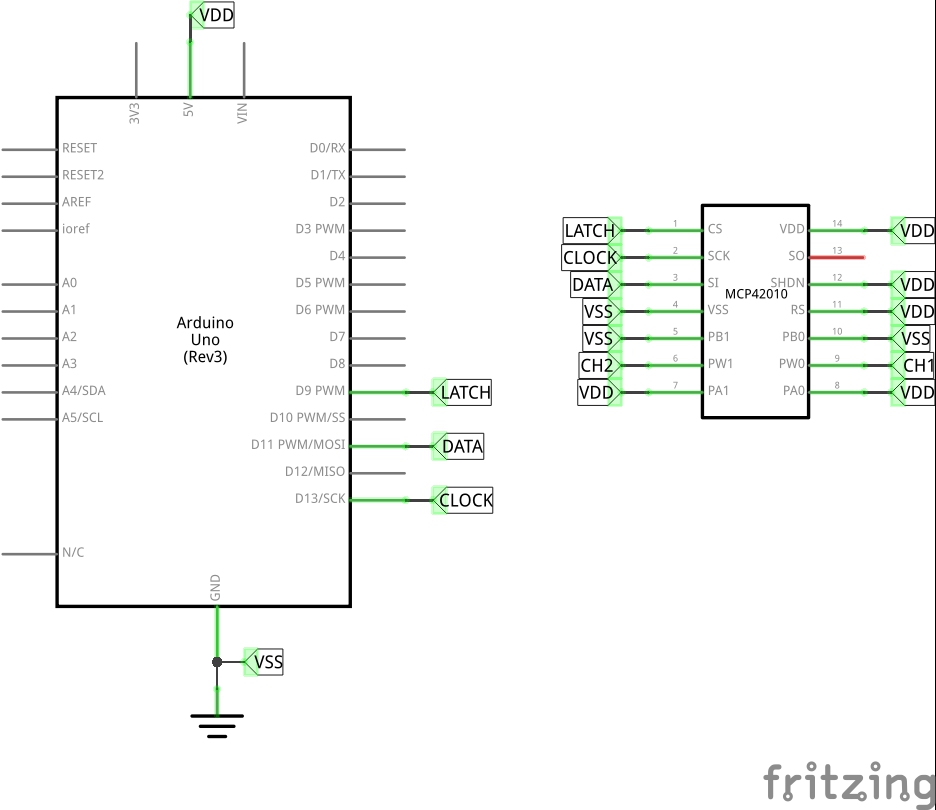 VDD
3V3
5V
VIN
RESET
RESET2
AREF
ioref
A0
A1
A2
A3
A4/SDA
A5/SCL
N/C
Arduino
Uno
(Rev3)
D0/RX
D1/TX
D2
D3 PWM
D4
D5 PWM
D6 PWM
D7
D8
D9 PWM
D10 PWM/SS
D11 PWM/MOSI
D12/MISO
D13/SCK
LATCH
DATA
CLOCK
GND
VSS
LATCH 1 CS
CLOCK 2 SCK
DATA 3 SI
VSS 4 VSS
VSS 5 PB1
CH2 6 PW1
VDD 7 PA1
MCP42010
VDD 14 VDD
SO 13
SHDN 12 VDD
RS 11 VDD
PB0 10 VSS
PW0 9 CH1
PA0 8 VDD
fritzing